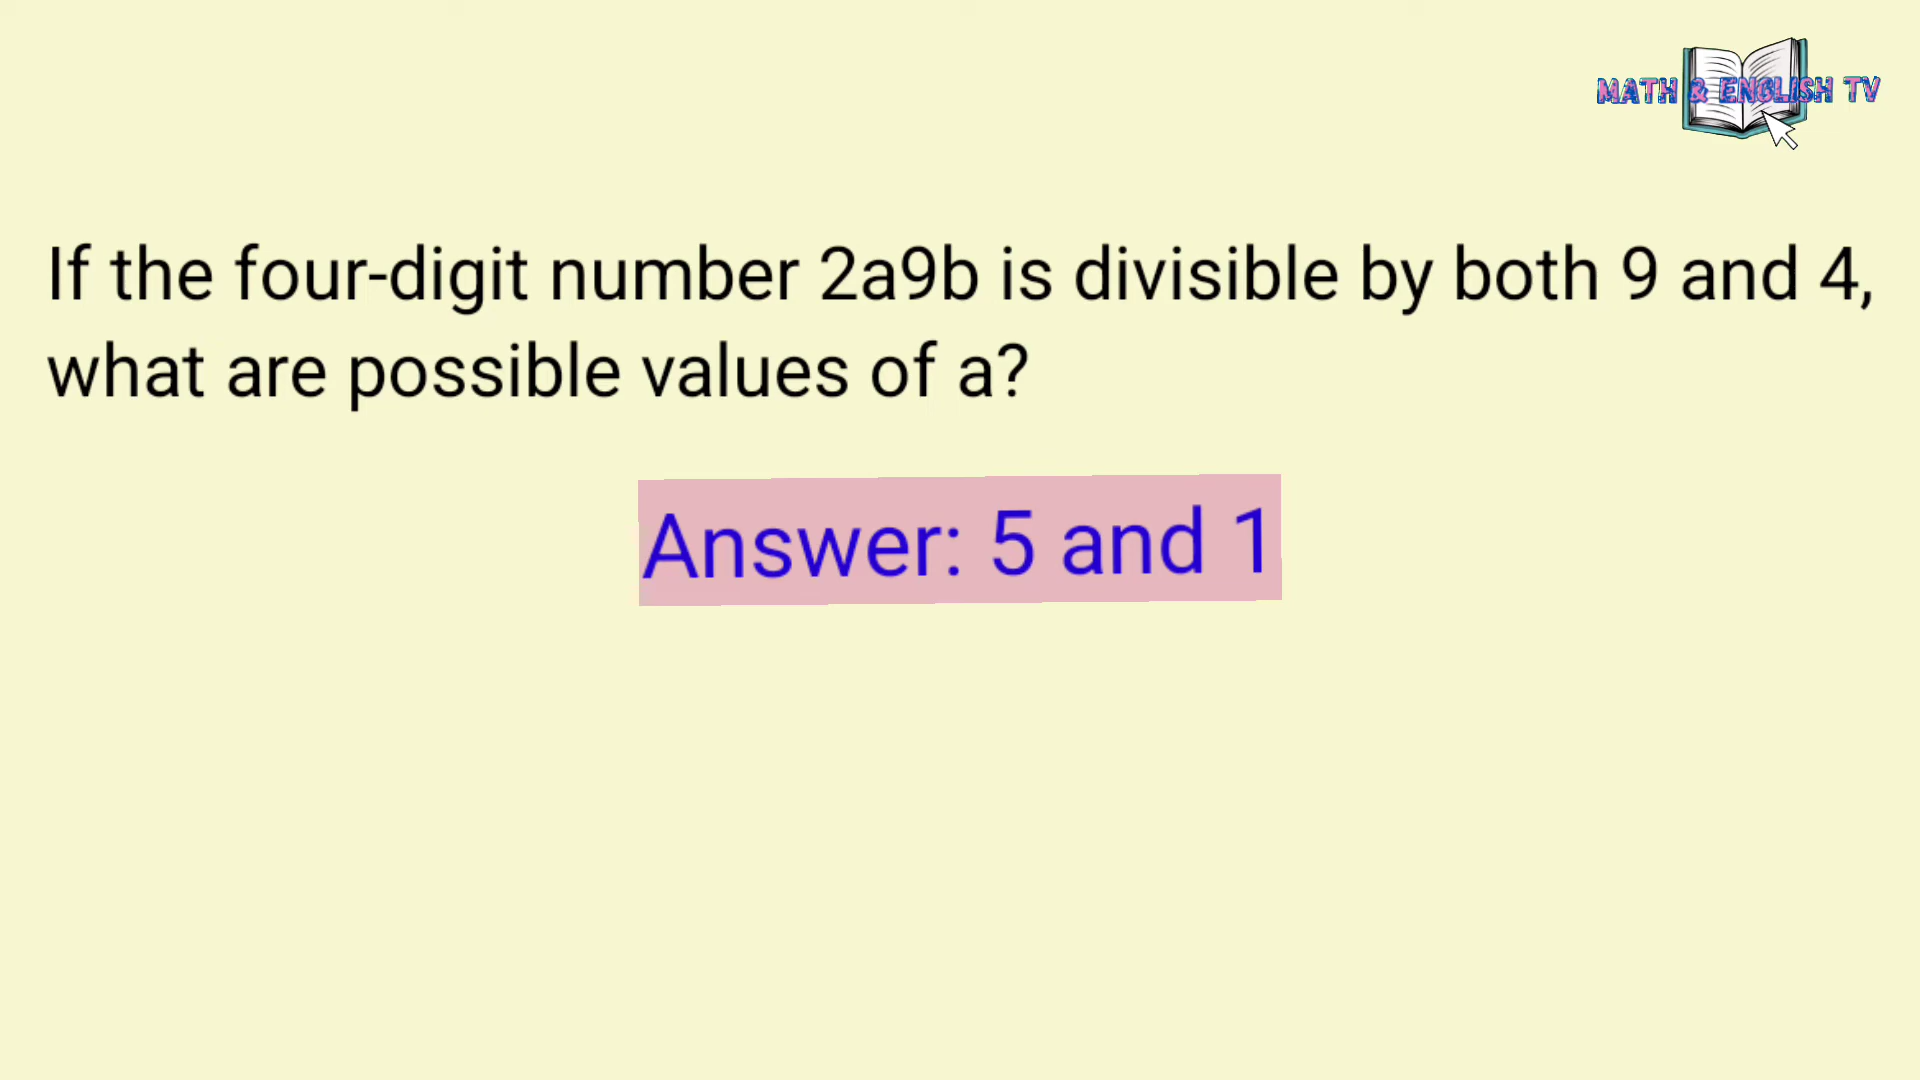 MATH & ENGLISH TV
If the four-digit number 2a9b is divisible by both 9 and 4,
what are possible values of a?
Answer: 5 and 1